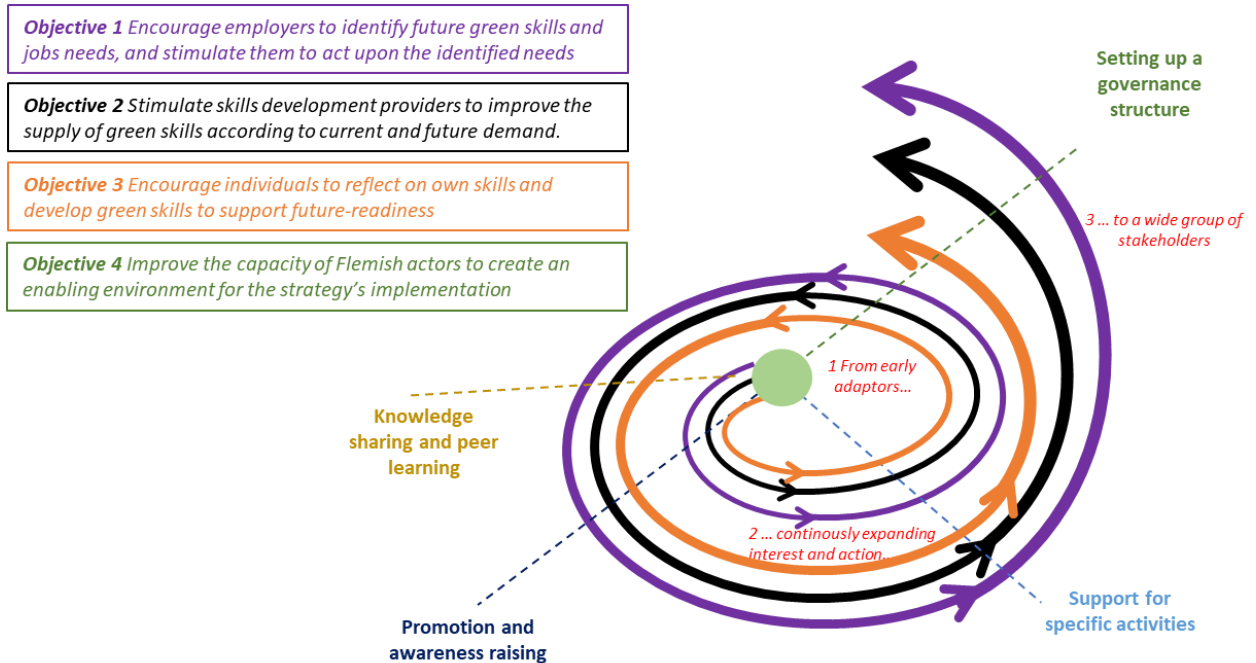 Objective 1 Encourage employers to identify future green skills and
jobs needs, and stimulate them to act upon the identified needs
Objective 2 Stimulate skills development providers to improve the
supply of green skills according to current and future demand.
Objective 3 Encourage individuals to reflect on own skills and
develop green skills to support future-readiness
Objective 4 Improve the capacity of Flemish actors to create an
enabling environment for the strategy's implementation
Setting up a
governance
structure
3 ... to a wide group of
stakeholders
1 From early
adaptors...
Knowledge
sharing and peer
learning
2 ... continously expanding
interest and action...
Promotion and
awareness raising
Support for
specific activities